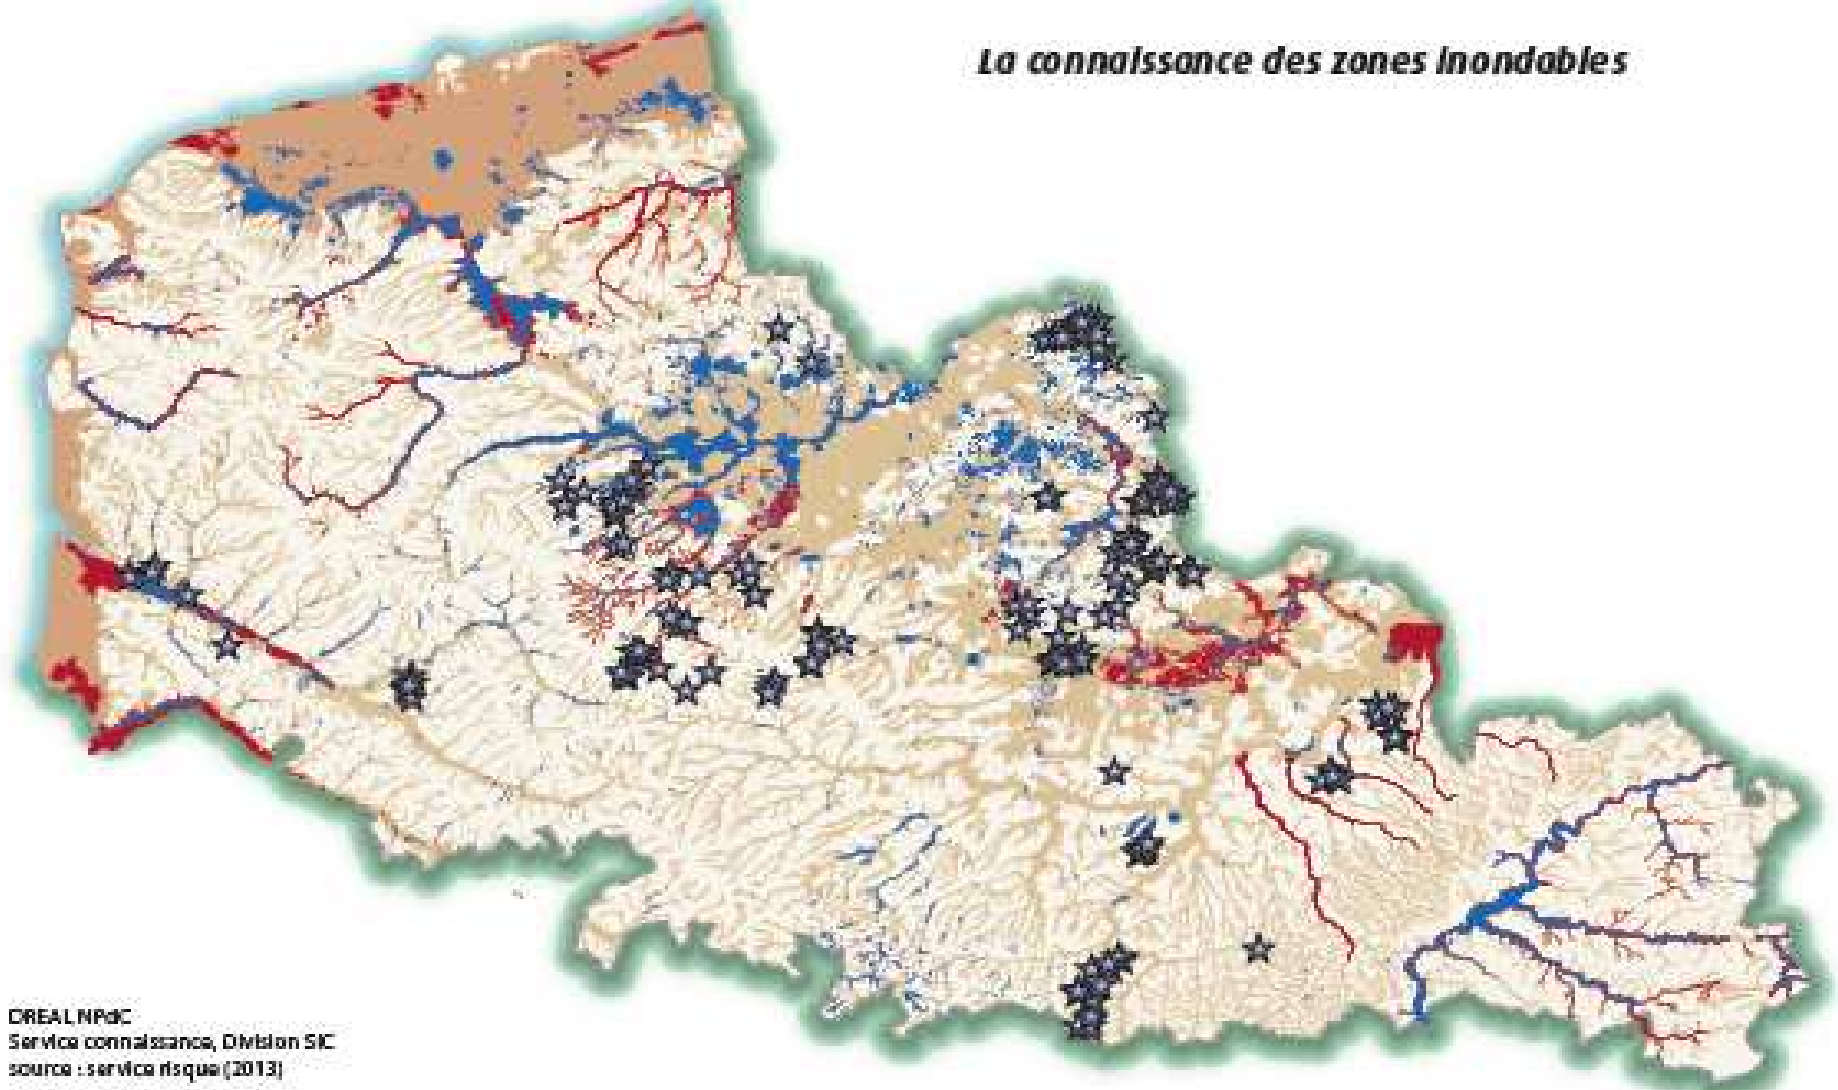 La connaissance des zones inondables
DREAL NPdC
Service connaissance, Division SIC
source : service risque (2013)